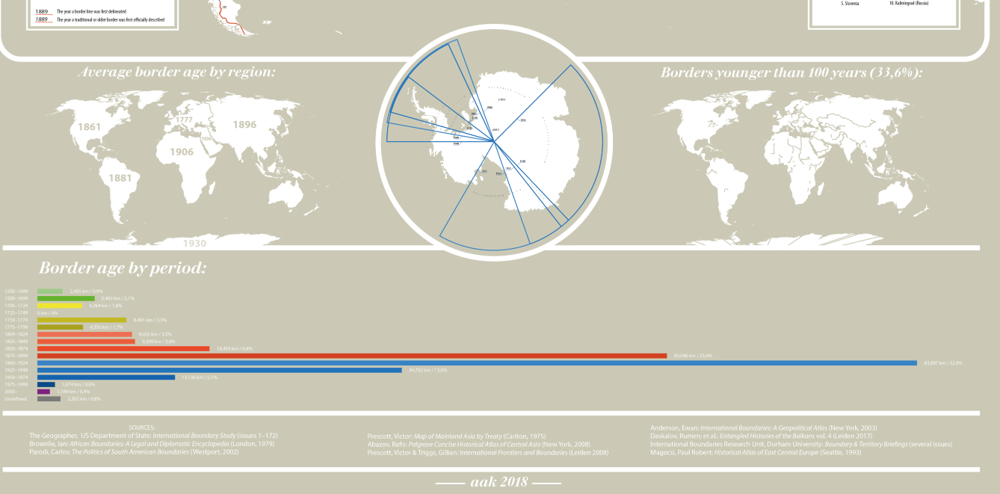 1889 The year a border line was first delineated
1889 The year a traditional or older border was first officially described
5. Slovenia 10. Kaliningrad (Russia)
Average border age by region:
1861
1777
1896
1934
1906
1881
1930
Borders younger than 100 years (33,6%):
Border age by period:
1200–1499 2,405 km / 0,9%
1500–1699 5,463 km / 2,1%
1700–1724 4,264 km / 1,6%
1725–1749 0 km / 0%
1750–1774 8,491 km / 3,3%
1775–1799 4,350 km / 1,7%
1800–1824 9,025 km / 3,5%
1825–1849 9,309 km / 3,6%
1850–1874 16,416 km / 6,4%
1875–1899 60,046 km / 23,6%
1900–1924 83,897 km / 32,9%
1925–1949 34,752 km / 13,6%
1950–1974 13,130 km / 5,1%
1975–1999 1,674 km / 0,6%
2000– 1,189 km / 0,4%
Undefined 2,202 km / 0,8%
SOURCES:
The Geographer, US Department of State: International Boundary Study (issues 1–172)
Brownlie, Ian: African Boundaries: A Legal and Diplomatic Encyclopedia (London, 1979)
Parodi, Carlos: The Politics of South American Boundaries (Westport, 2002)
Prescott, Victor: Map of Mainland Asia by Treaty (Carlton, 1975)
Abazov, Rafis: Palgrave Concise Historical Atlas of Central Asia (New York, 2008)
Prescott, Victor & Triggs, Gillian: International Frontiers and Boundaries (Leiden 2008)
Anderson, Ewan: International Boundaries: A Geopolitical Atlas (New York, 2003)
Daskalov, Rumen; et al.: Entangled Histories of the Balkans vol. 4 (Leiden 2017)
International Boundaries Research Unit, Durham University: Boundary & Territory Briefings (several issues)
Magocsi, Paul Robert: Historical Atlas of East Central Europe (Seattle, 1993)
aak 2018